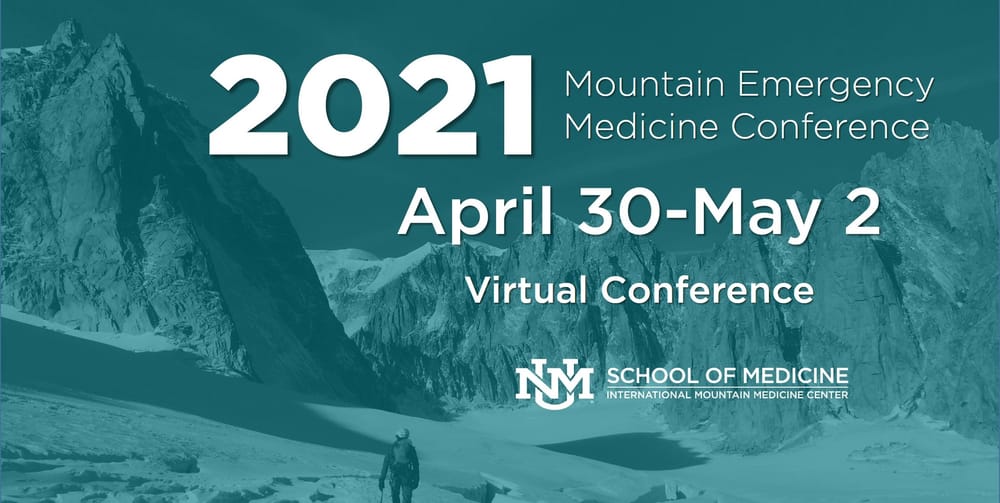 2021
Mountain Emergency
Medicine Conference
April 30-May 2
Virtual Conference
UNM
SCHOOL OF MEDICINE
INTERNATIONAL MOUNTAIN MEDICINE CENTER